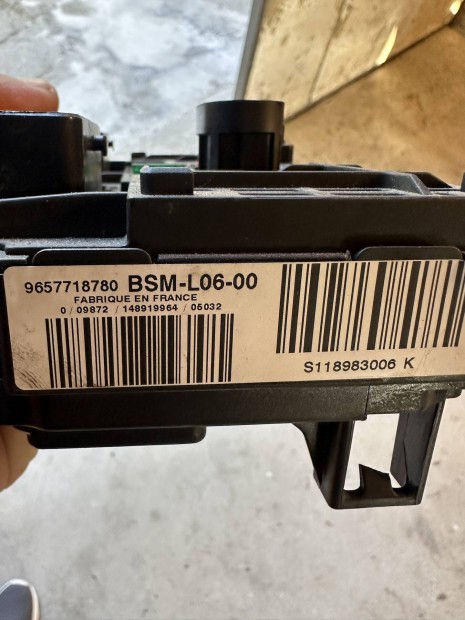 9657718780 BSM-L06-00
FABRIQUE EN FRANCE
0 / 09872 / 148919964 / 05032
S118983006 K